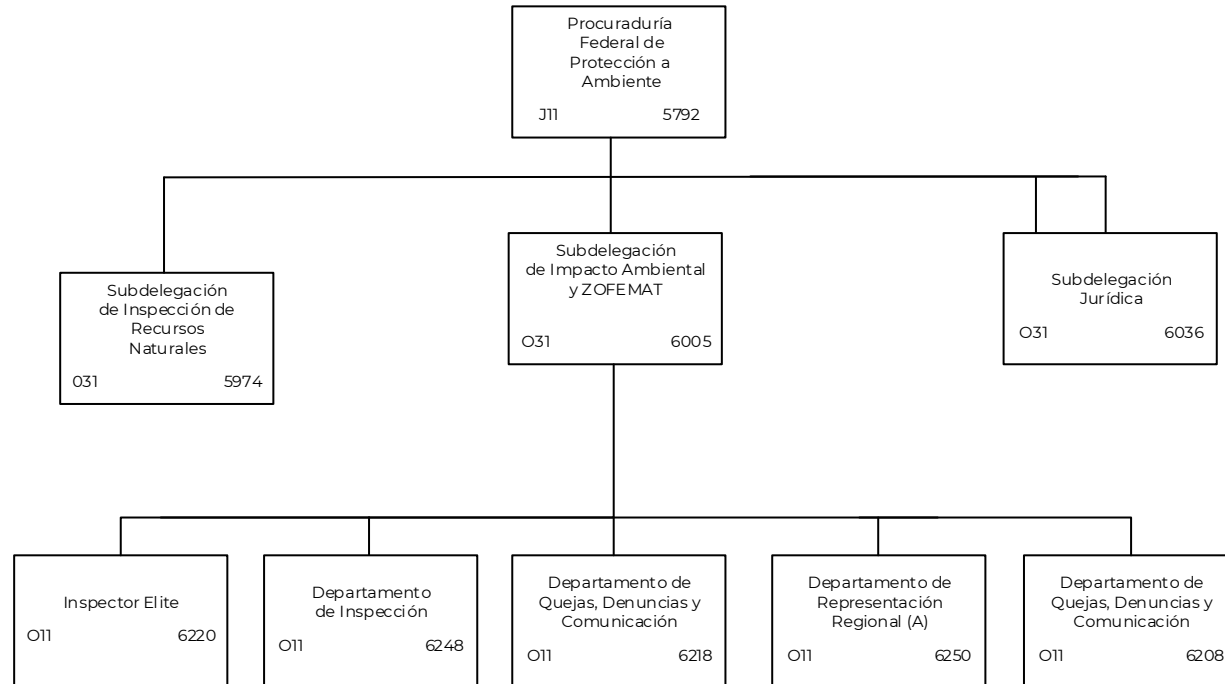 Procuraduría
Federal de
Protección a
Ambiente
J11 5792
Subdelegación
de Inspección de
Recursos
Naturales
031 5974
Subdelegación
de Impacto Ambiental
y ZOFEMAT
O31 6005
Subdelegación
Jurídica
O31 6036
Inspector Elite
O11 6220
Departamento
de Inspección
O11 6248
Departamento de
Quejas, Denuncias y
Comunicación
O11 6218
Departamento de
Representación
Regional (A)
O11 6250
Departamento de
Quejas, Denuncias y
Comunicación
O11 6208